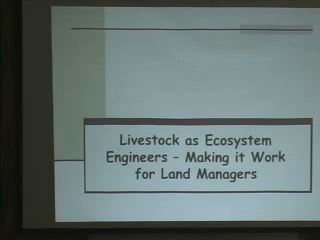 Livestock as Ecosystem
Engineers – Making it Work
for Land Managers